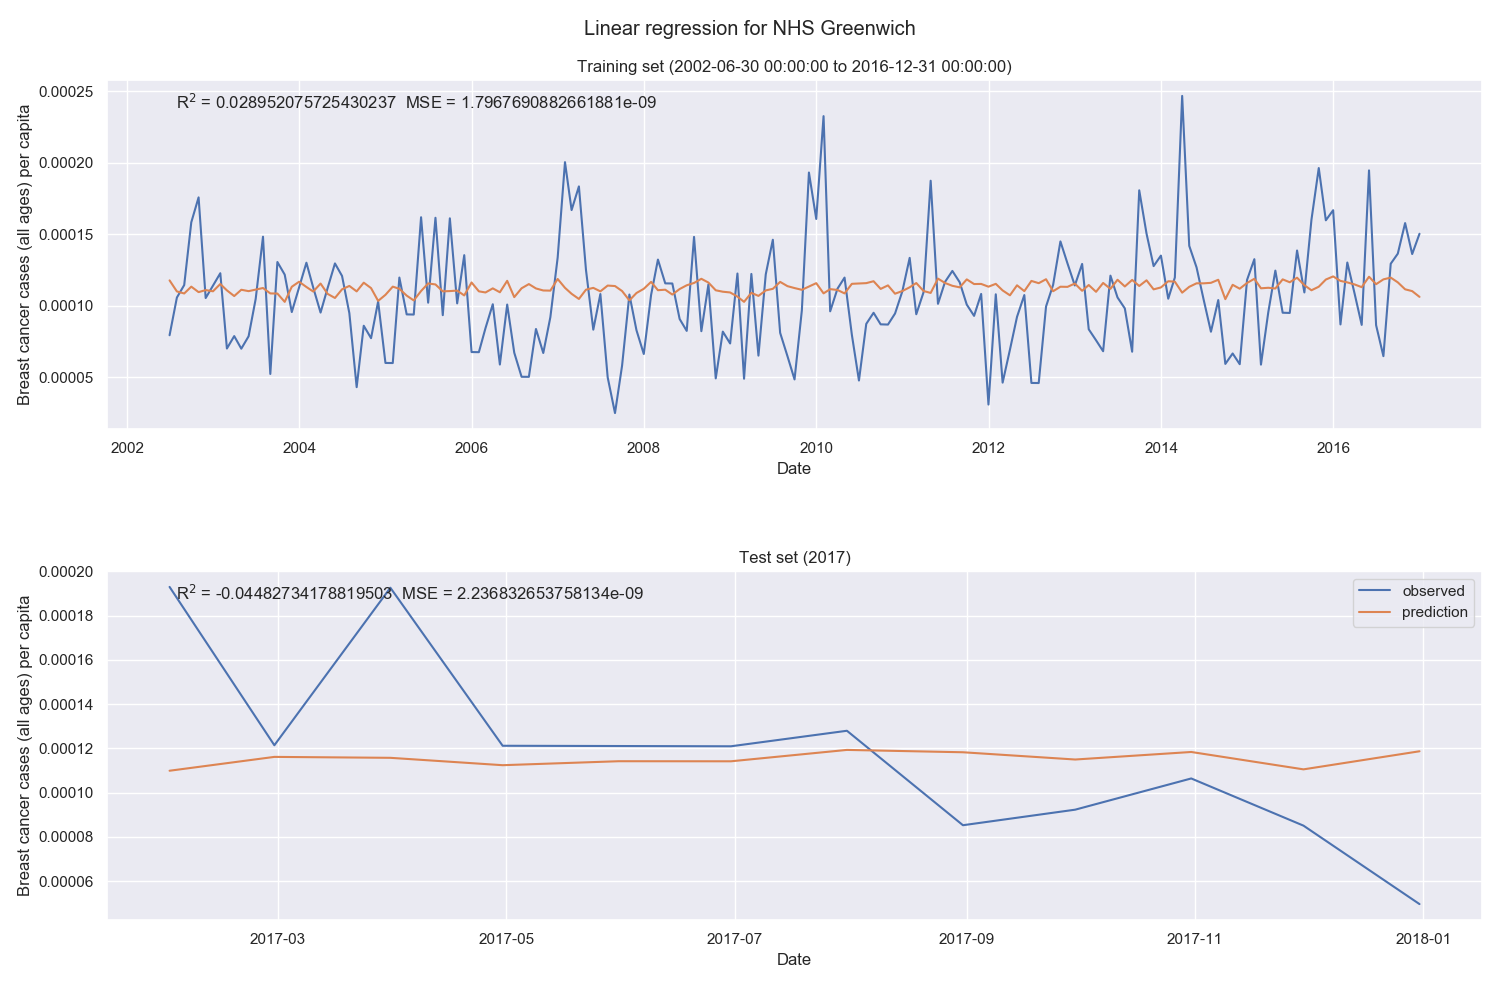 Linear regression for NHS Greenwich
Training set (2002-06-30 00:00:00 to 2016-12-31 00:00:00)
R² = 0.028952075725430237  MSE = 1.7967690882661881e-09
Breast cancer cases (all ages) per capita
0.00025
0.00020
0.00015
0.00010
0.00005
2002 2004 2006 2008 2010 2012 2014 2016
Date
Test set (2017)
R² = -0.04482734178819503  MSE = 2.236832653758134e-09
observed
prediction
Breast cancer cases (all ages) per capita
0.00020
0.00018
0.00016
0.00014
0.00012
0.00010
0.00008
0.00006
2017-03 2017-05 2017-07 2017-09 2017-11 2018-01
Date